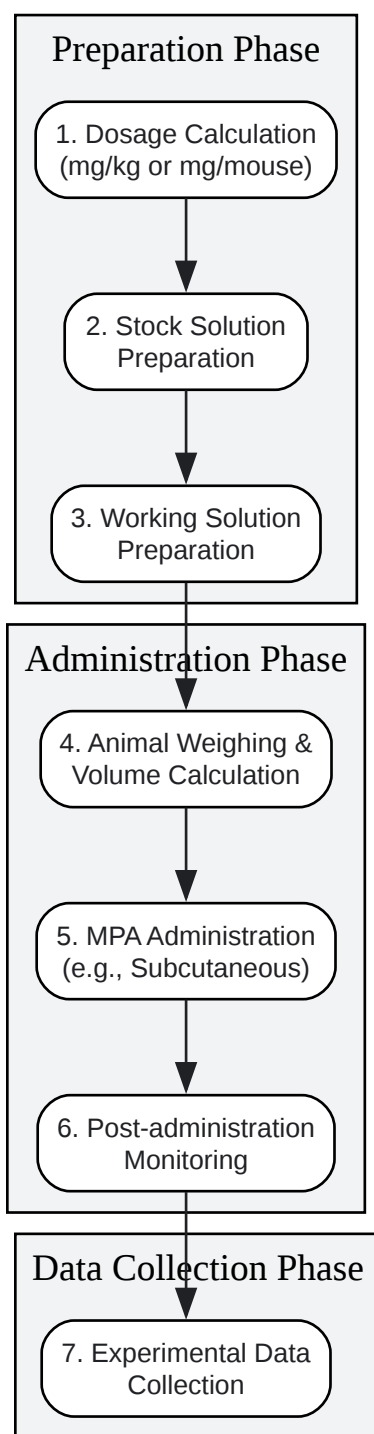 Preparation Phase
1. Dosage Calculation
(mg/kg or mg/mouse)
2. Stock Solution
Preparation
3. Working Solution
Preparation
Administration Phase
4. Animal Weighing &
Volume Calculation
5. MPA Administration
(e.g., Subcutaneous)
6. Post-administration
Monitoring
Data Collection Phase
7. Experimental Data
Collection